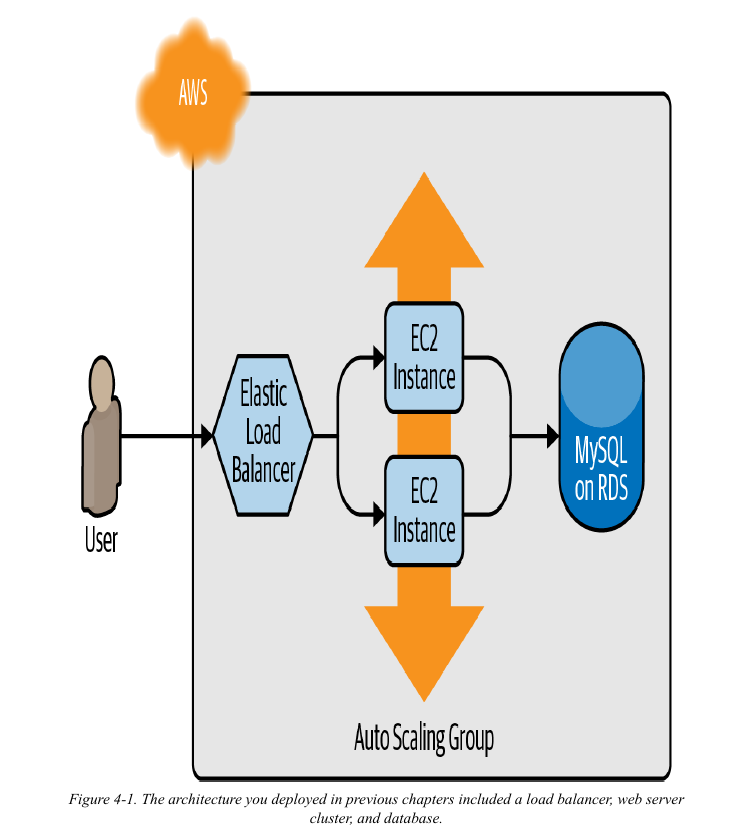 AWS
User
Elastic
Load
Balancer
EC2
Instance
EC2
Instance
MySQL
on RDS
Auto Scaling Group
Figure 4-1. The architecture you deployed in previous chapters included a load balancer, web server
cluster, and database.